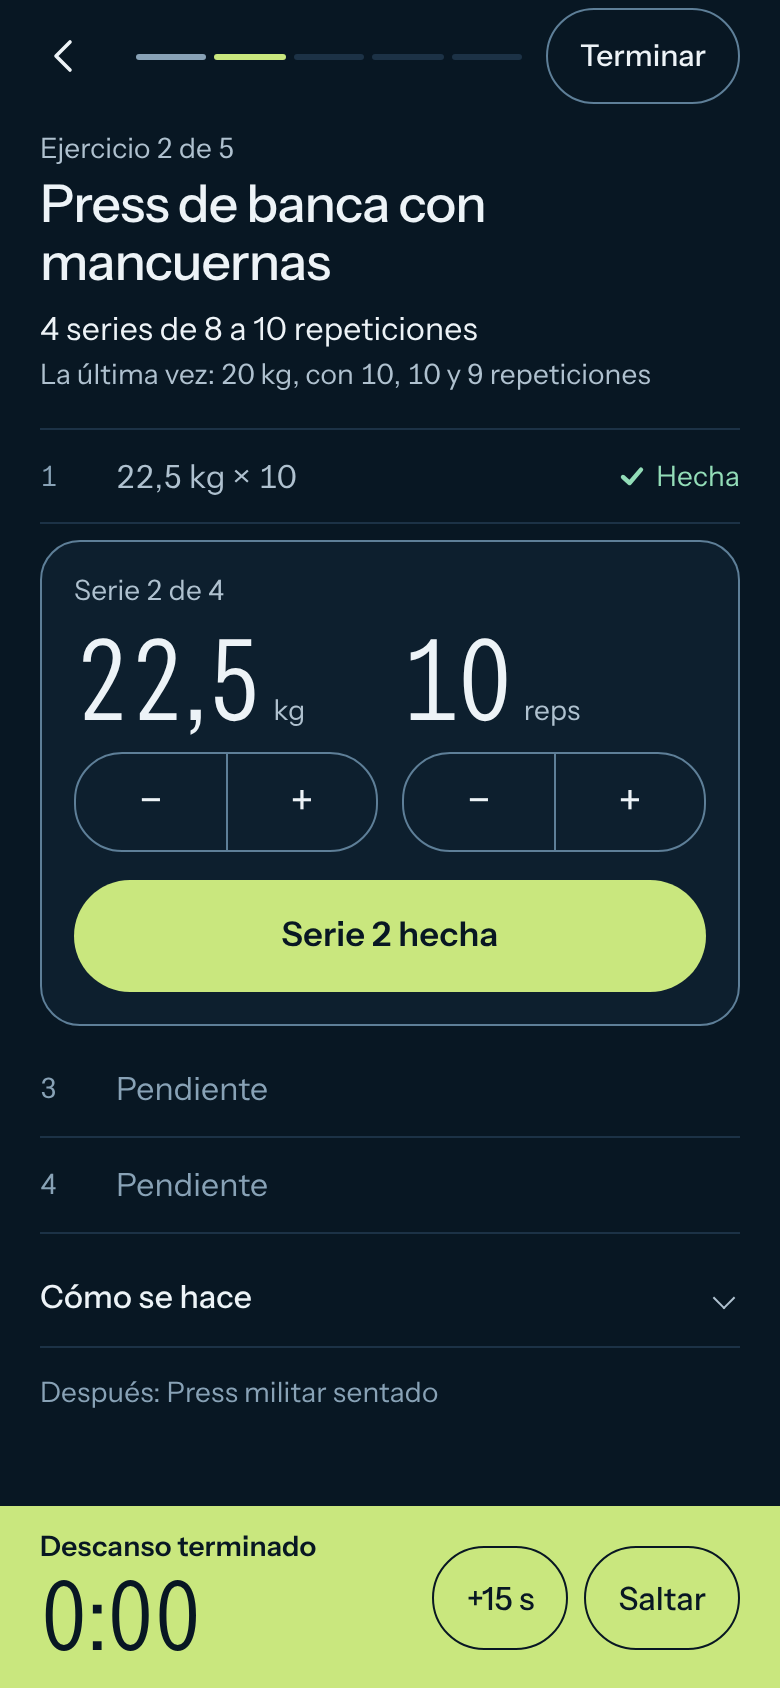 Terminar
Ejercicio 2 de 5
Press de banca con
mancuernas
4 series de 8 a 10 repeticiones
La última vez: 20 kg, con 10, 10 y 9 repeticiones
1 22,5 kg × 10 Hecha
Serie 2 de 4
22,5 kg 10 reps
− + − +
Serie 2 hecha
3 Pendiente
4 Pendiente
Cómo se hace
Después: Press militar sentado
Descanso terminado
0:00 +15 s Saltar